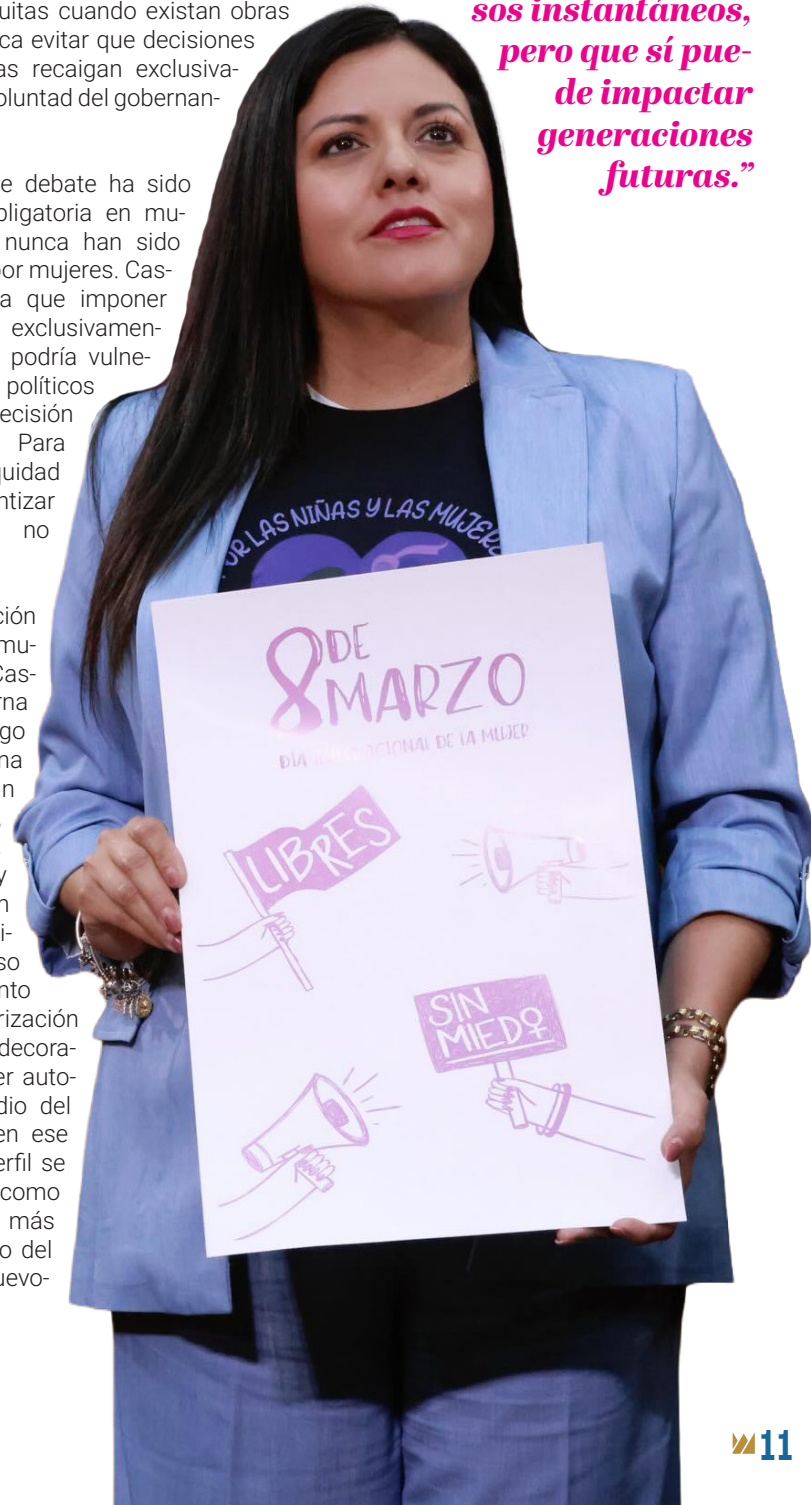 uitas cuando existan obras
ca evitar que decisiones
as recaigan exclusiva-
oluntad del gobernan-
e debate ha sido
bligatoria en mu-
nunca han sido
por mujeres. Cas-
a que imponer
exclusivamen-
podría vulne-
políticos
ecisión
Para
quidad
ntizar
no
ción
mu-
Cas-
rna
go
na
n
y
n
i-
so
nto
rización
decora-
er auto-
dio del
en ese
erfil se
como
más
o del
uevo-
sos instantáneos,
pero que sí pue-
de impactar
generaciones
futuras.”
POR LAS NIÑAS Y LAS MUJERE
8 DE
MARZO
DÍA INTERNACIONAL DE LA MUJER
LIBRES
SIN
MIEDO
11